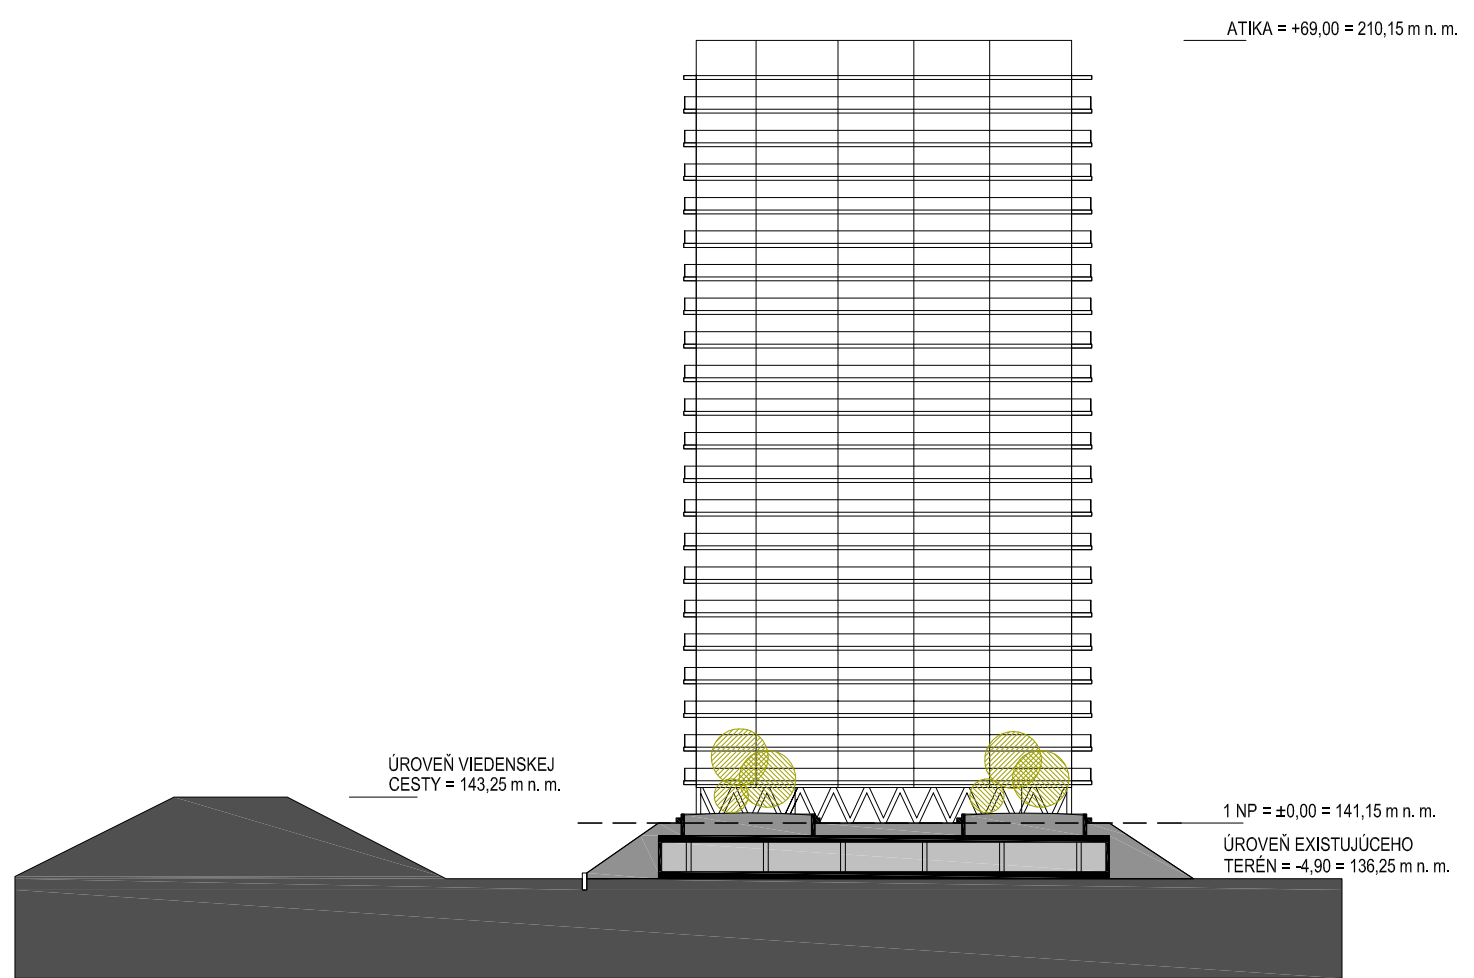 ATIKA = +69,00 = 210,15 m n. m.
ÚROVEŇ VIEDENSKEJ
CESTY = 143,25 m n. m.
1 NP = ±0,00 = 141,15 m n. m.
ÚROVEŇ EXISTUJÚCEHO
TERÉN = -4,90 = 136,25 m n. m.